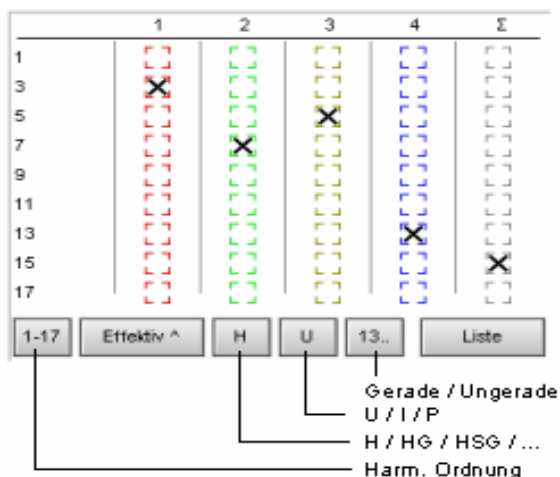 1 2 3 4 Σ
1
3
5
7
9
11
13
15
17
1-17 Effektiv ^ H U 13.. Liste
Gerade / Ungerade
U / I / P
H / HG / HSG / ...
Harm. Ordnung